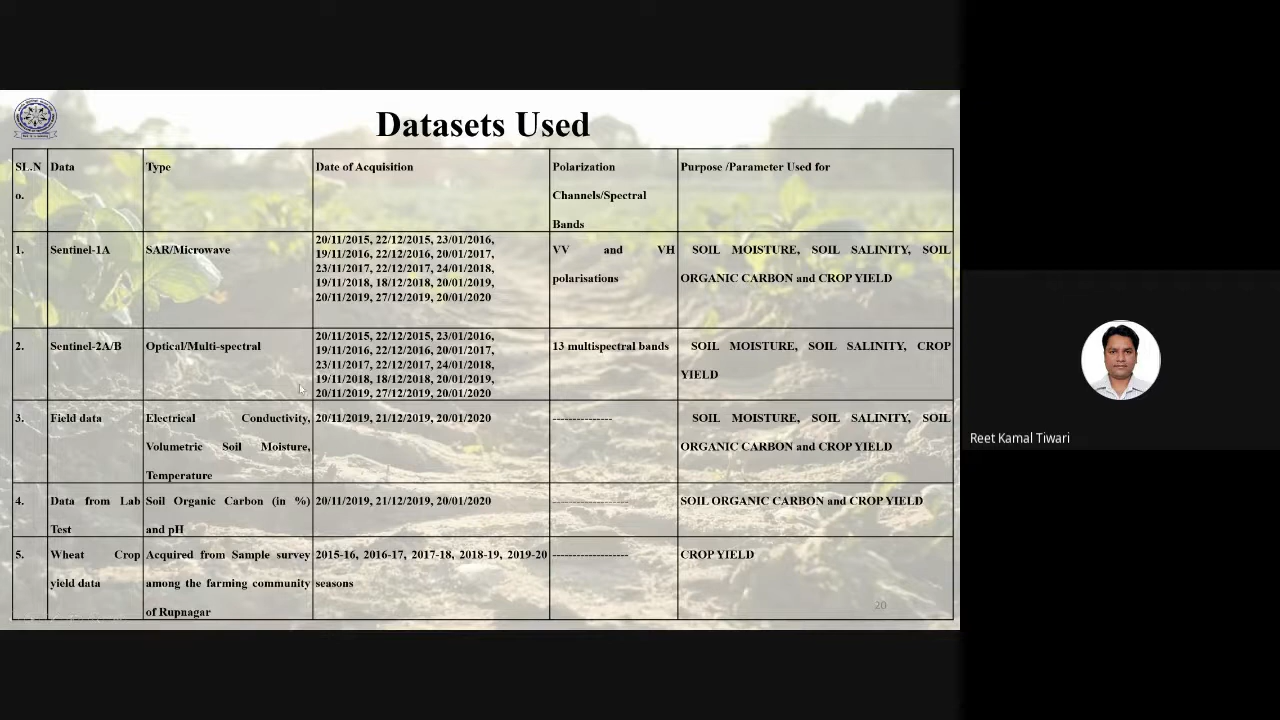 Datasets Used
SL.N
o.
Data
Type
Date of Acquisition
Polarization
Channels/Spectral
Bands
Purpose /Parameter Used for
1.
Sentinel-1A
SAR/Microwave
20/11/2015, 22/12/2015, 23/01/2016,
19/11/2016, 22/12/2016, 20/01/2017,
23/11/2017, 22/12/2017, 24/01/2018,
19/11/2018, 18/12/2018, 20/01/2019,
20/11/2019, 27/12/2019, 20/01/2020
VV and VH
polarisations
SOIL MOISTURE, SOIL SALINITY, SOIL
ORGANIC CARBON and CROP YIELD
2.
Sentinel-2A/B
Optical/Multi-spectral
20/11/2015, 22/12/2015, 23/01/2016,
19/11/2016, 22/12/2016, 20/01/2017,
23/11/2017, 22/12/2017, 24/01/2018,
19/11/2018, 18/12/2018, 20/01/2019,
20/11/2019, 27/12/2019, 20/01/2020
13 multispectral bands
SOIL MOISTURE, SOIL SALINITY, CROP
YIELD
3.
Field data
Electrical Conductivity,
Volumetric Soil Moisture,
Temperature
20/11/2019, 21/12/2019, 20/01/2020
---------------
SOIL MOISTURE, SOIL SALINITY, SOIL
ORGANIC CARBON and CROP YIELD
4.
Data from Lab
Test
Soil Organic Carbon (in %)
and pH
20/11/2019, 21/12/2019, 20/01/2020
-------------------
SOIL ORGANIC CARBON and CROP YIELD
5.
Wheat Crop
yield data
Acquired from Sample survey
among the farming community
of Rupnagar
2015-16, 2016-17, 2017-18, 2018-19, 2019-20
seasons
-------------------
CROP YIELD
20
Reet Kamal Tiwari